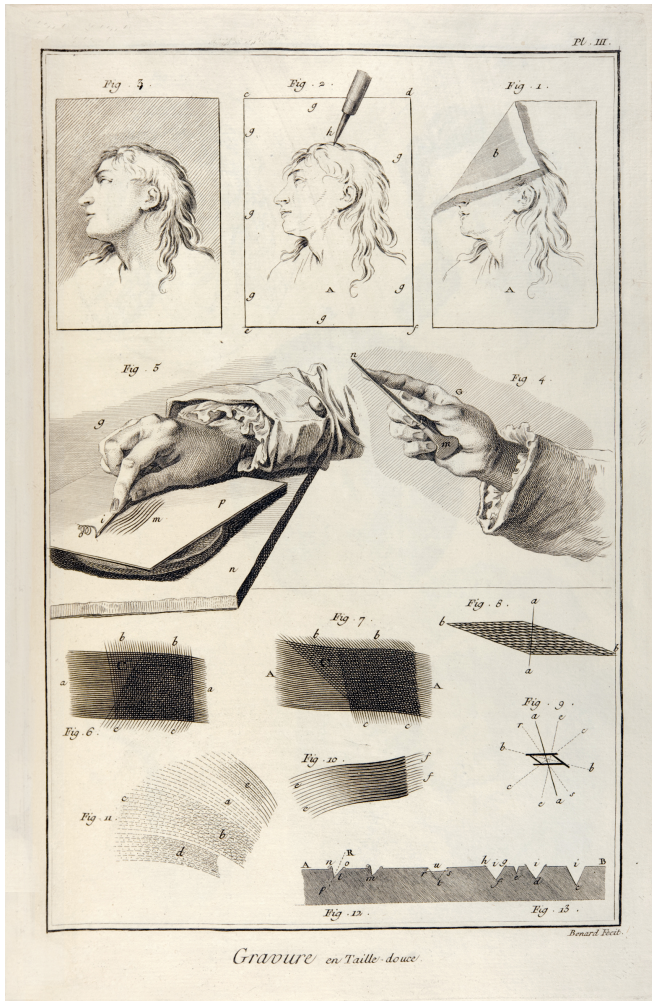 Pl. III.
Fig. 3. Fig. 2. Fig. 1.
c d
g
h
g g b
g
A g A
g g
e f
Fig. 5 n Fig. 4.
G
g
m
i m p
n
Fig. 7. Fig. 8. a
b b b b b
C C
a a A A a
c c c c
Fig. 6. Fig. 9.
a e
r c
b b
c s
e a
Fig. 10. f
e f
e
c a e
Fig. 11.
b
d
A n R o u h i g i i B
p t m r s t f e d c
Fig. 12. Fig. 13.
Benard Fecit.
Gravure en Taille-douce.